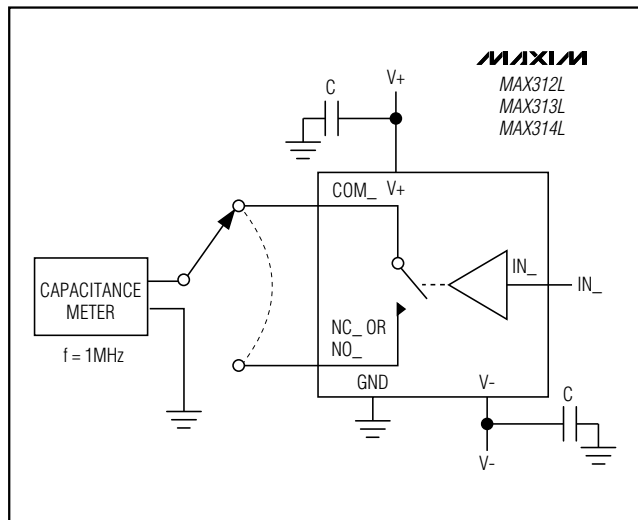 MAXIM
MAX312L
MAX313L
MAX314L
V+
C
COM_
V+
IN_
IN_
CAPACITANCE
METER
f = 1MHz
NC_ OR
NO_
GND
V-
C
V-